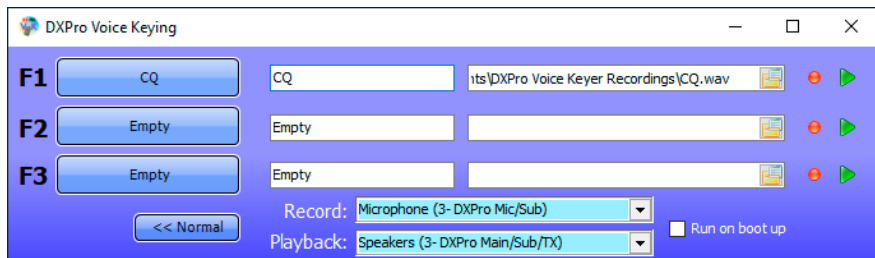 DXPro Voice Keying
F1 CQ CQ ıts\DXPro Voice Keyer Recordings\CQ.wav
F2 Empty Empty
F3 Empty Empty
Record: Microphone (3- DXPro Mic/Sub)
<< Normal Run on boot up
Playback: Speakers (3- DXPro Main/Sub/TX)